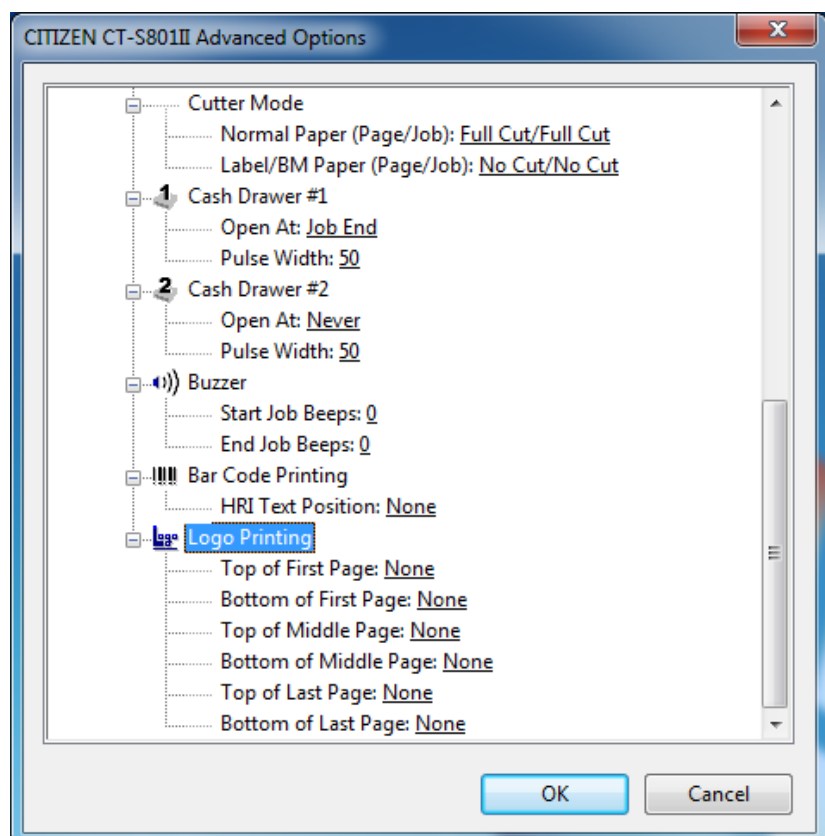 CITIZEN CT-S801II Advanced Options
Cutter Mode
Normal Paper (Page/Job): Full Cut/Full Cut
Label/BM Paper (Page/Job): No Cut/No Cut
1 Cash Drawer #1
Open At: Job End
Pulse Width: 50
2 Cash Drawer #2
Open At: Never
Pulse Width: 50
Buzzer
Start Job Beeps: 0
End Job Beeps: 0
Bar Code Printing
HRI Text Position: None
logo Logo Printing
Top of First Page: None
Bottom of First Page: None
Top of Middle Page: None
Bottom of Middle Page: None
Top of Last Page: None
Bottom of Last Page: None
OK Cancel